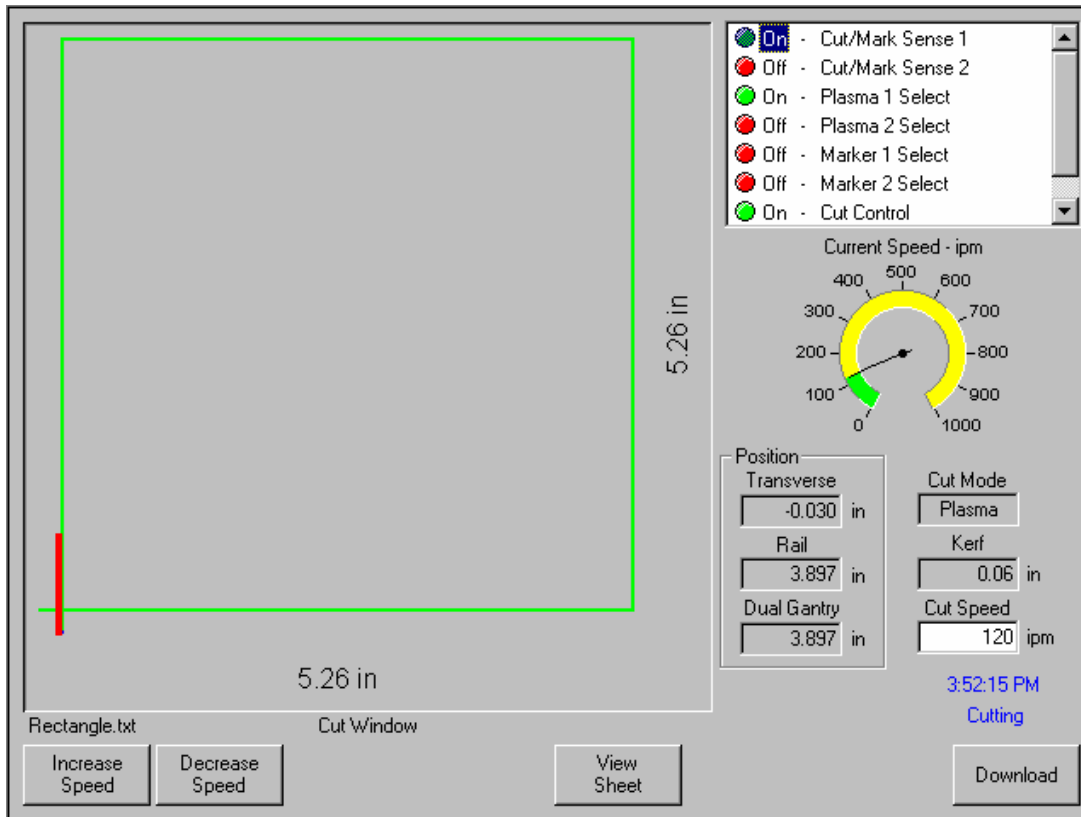 On - Cut/Mark Sense 1
Off - Cut/Mark Sense 2
On - Plasma 1 Select
Off - Plasma 2 Select
Off - Marker 1 Select
Off - Marker 2 Select
On - Cut Control
Current Speed - ipm
0
100
200
300
400
500
600
700
800
900
1000
5.26 in
5.26 in
Position
Transverse
-0.030 in
Rail
3.897 in
Dual Gantry
3.897 in
Cut Mode
Plasma
Kerf
0.06 in
Cut Speed
120 ipm
3:52:15 PM
Cutting
Rectangle.txt
Cut Window
Increase
Speed
Decrease
Speed
View
Sheet
Download